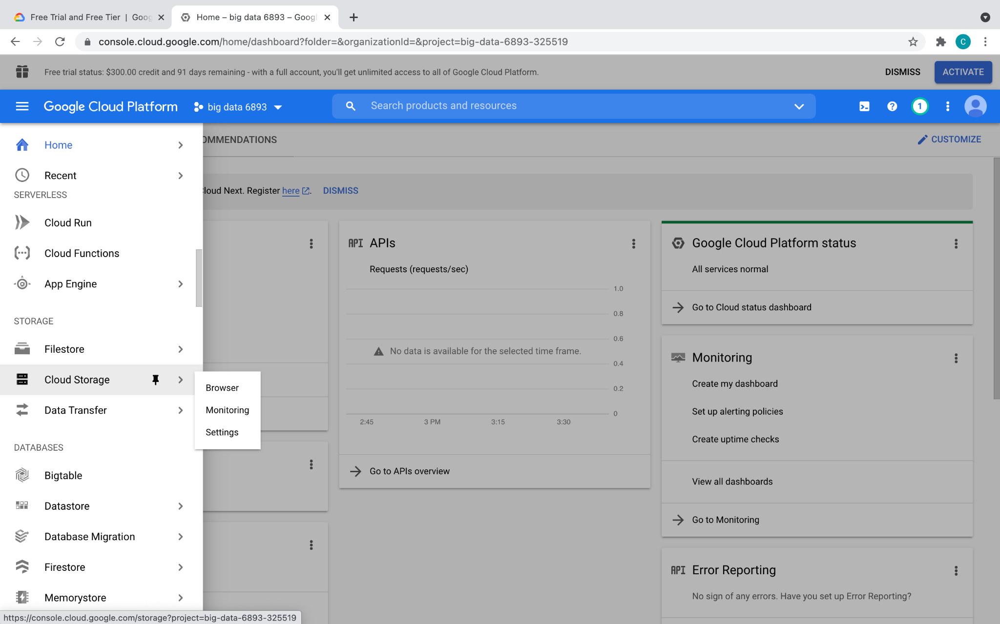 Free Trial and Free Tier | Goog
Home – big data 6893 – Googl
console.cloud.google.com/home/dashboard?folder=&organizationId=&project=big-data-6893-325519
C
Free trial status: $300.00 credit and 91 days remaining - with a full account, you'll get unlimited access to all of Google Cloud Platform.
DISMISS
ACTIVATE
Google Cloud Platform
big data 6893
Search products and resources
1
Home
Recent
SERVERLESS
Cloud Run
Cloud Functions
App Engine
STORAGE
Filestore
Cloud Storage
Data Transfer
DATABASES
Bigtable
Datastore
Database Migration
Firestore
Memorystore
Browser
Monitoring
Settings
OMMENDATIONS
CUSTOMIZE
loud Next. Register here.
DISMISS
API APIs
Requests (requests/sec)
1.0
0.8
0.6
No data is available for the selected time frame.
0.4
0.2
0
2:45
3 PM
3:15
3:30
Go to APIs overview
Google Cloud Platform status
All services normal
Go to Cloud status dashboard
Monitoring
Create my dashboard
Set up alerting policies
Create uptime checks
View all dashboards
Go to Monitoring
API Error Reporting
No sign of any errors. Have you set up Error Reporting?
https://console.cloud.google.com/storage?project=big-data-6893-325519